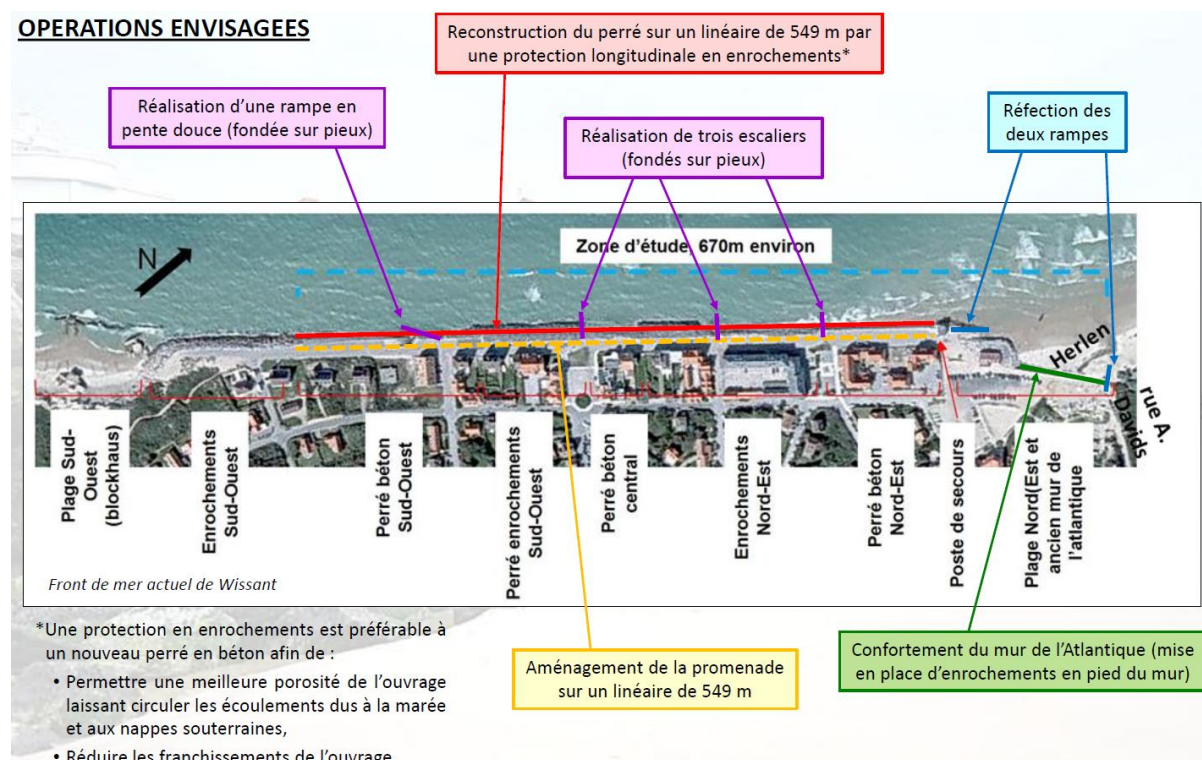 OPERATIONS ENVISAGEES
Reconstruction du perré sur un linéaire de 549 m par
une protection longitudinale en enrochements*
Réalisation d'une rampe en
pente douce (fondée sur pieux)
Réalisation de trois escaliers
(fondés sur pieux)
Réfection des
deux rampes
Zone d'étude, 670m environ
N
Herlen
rue A.
Davids
Plage Sud-
Ouest
(blockhaus)
Enrochements
Sud-Ouest
Perré béton
Sud-Ouest
Perré enrochements
Sud-Ouest
Perré béton
central
Enrochements
Nord-Est
Perré béton
Nord-Est
Poste de secours
Plage Nord(Est et
ancien mur de
l'atlantique
Front de mer actuel de Wissant
*Une protection en enrochements est préférable à
un nouveau perré en béton afin de :
• Permettre une meilleure porosité de l'ouvrage
laissant circuler les écoulements dus à la marée
et aux nappes souterraines,
• Réduire les franchissements de l'ouvrage
Aménagement de la promenade
sur un linéaire de 549 m
Confortement du mur de l'Atlantique (mise
en place d'enrochements en pied du mur)